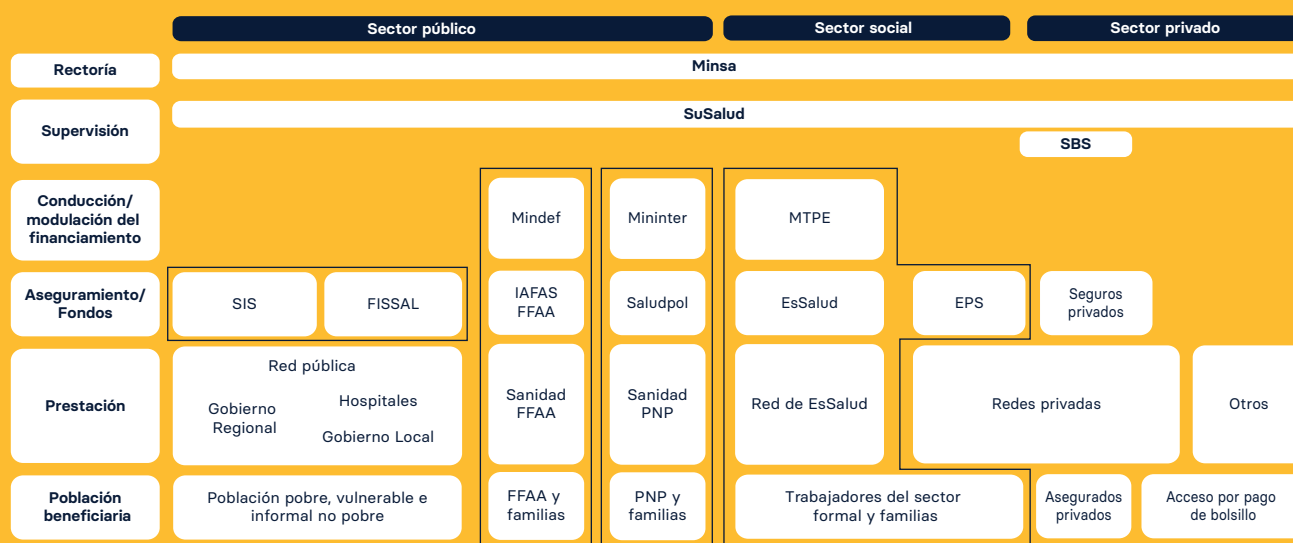 Sector público
Sector social
Sector privado
Rectoría
Minsa
Supervisión
SuSalud
SBS
Conducción/
modulación del
financiamiento
Mindef
Mininter
MTPE
Aseguramiento/
Fondos
SIS
FISSAL
IAFAS
FFAA
Saludpol
EsSalud
EPS
Seguros
privados
Prestación
Red pública
Gobierno
Regional
Hospitales
Gobierno Local
Sanidad
FFAA
Sanidad
PNP
Red de EsSalud
Redes privadas
Otros
Población
beneficiaria
Población pobre, vulnerable e
informal no pobre
FFAA y
familias
PNP y
familias
Trabajadores del sector
formal y familias
Asegurados
privados
Acceso por pago
de bolsillo